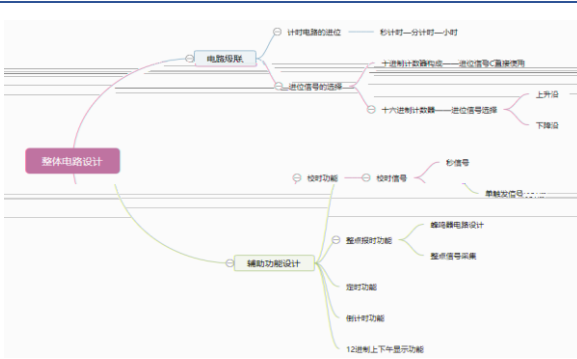 计时电路的进位
秒计时—分计时—小时
电路级联
十进制计数器构成——进位信号C直接使用
进位信号的选择
上升沿
十六进制计数器——进位信号选择
下降沿
整体电路设计
秒信号
校时功能
校时信号
单触发信号
蜂鸣器电路设计
整点报时功能
整点信号采集
辅助功能设计
定时功能
倒计时功能
12进制上下午显示功能